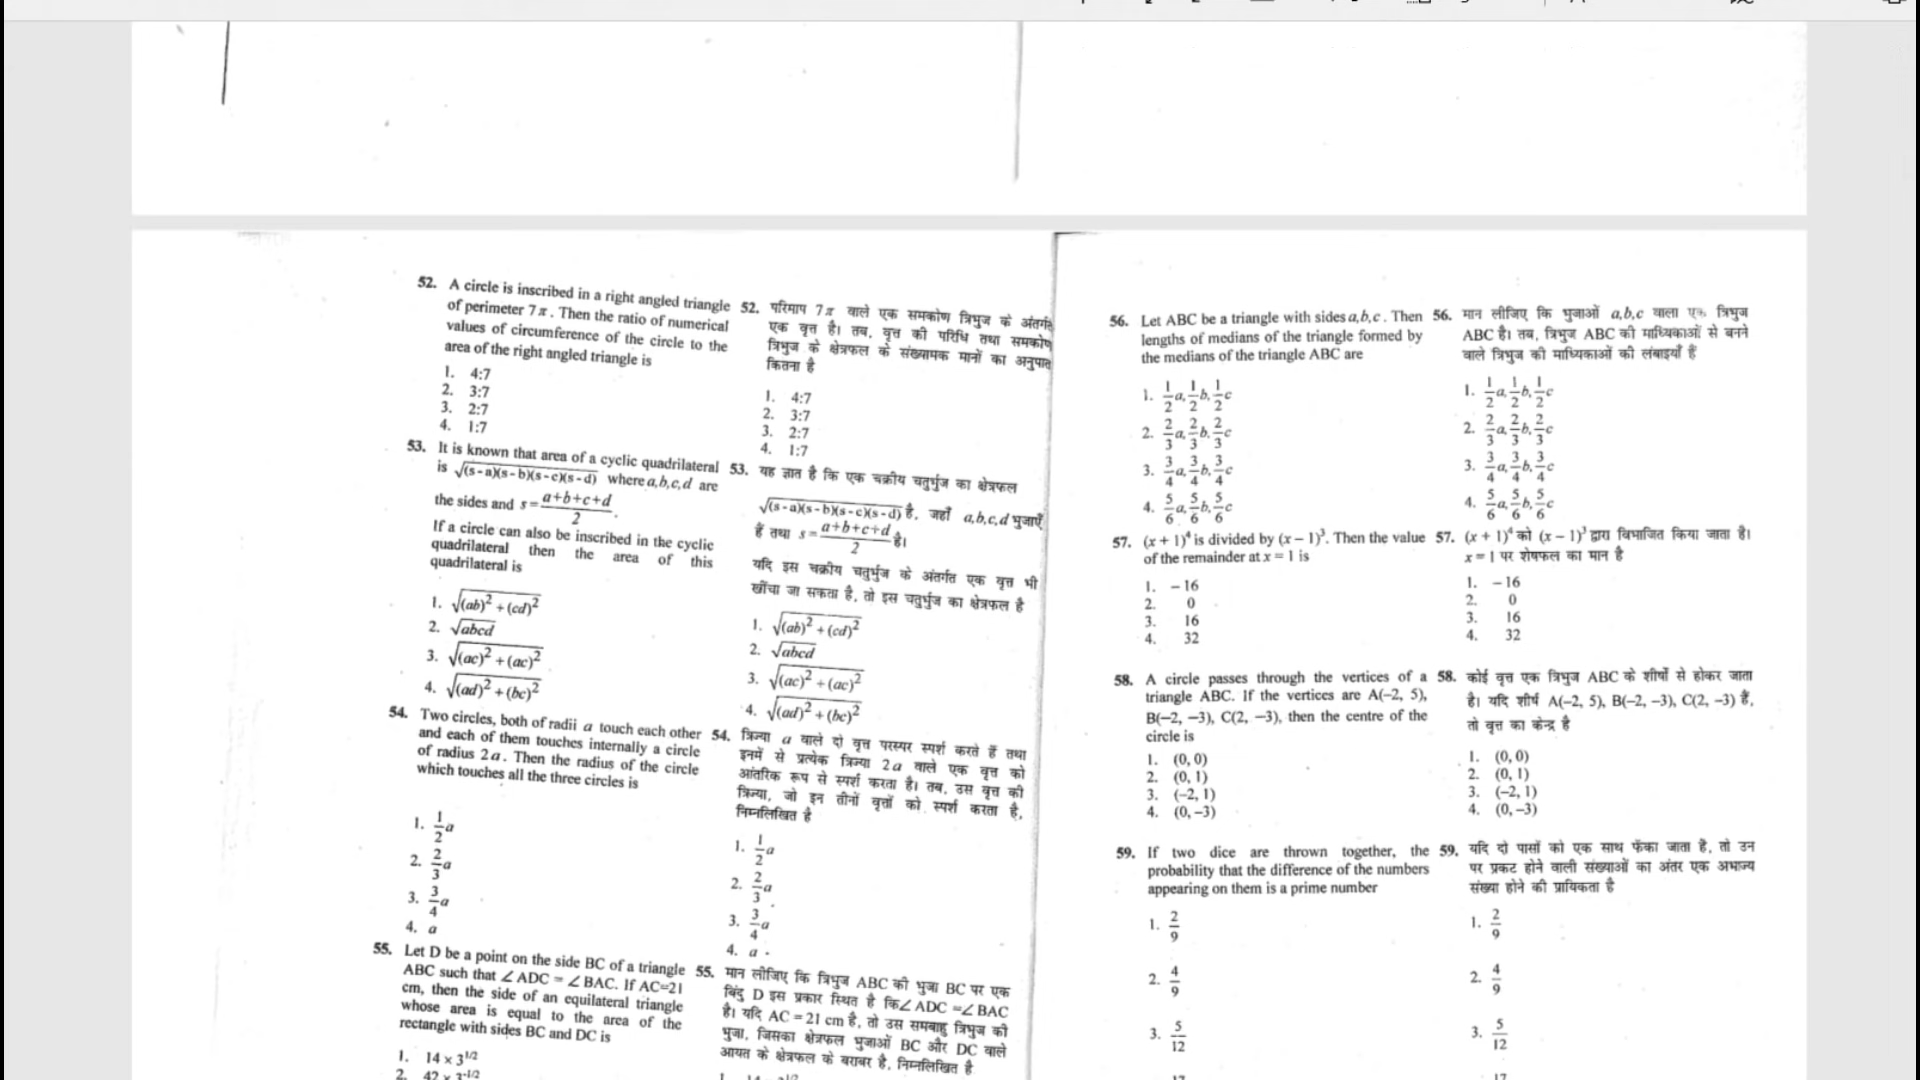 52. A circle is inscribed in a right angled triangle
of perimeter 7π. Then the ratio of numerical
values of circumference of the circle to the
area of the right angled triangle is
1. 4:7
2. 3:7
3. 2:7
4. 1:7
53. It is known that area of a cyclic quadrilateral
is √(s-a)(s-b)(s-c)(s-d) where a,b,c,d are
the sides and s = a+b+c+d/2.
If a circle can also be inscribed in the cyclic
quadrilateral then the area of this
quadrilateral is
1. √(ab)² + (cd)²
2. √abcd
3. √(ac)² + (ac)²
4. √(ad)² + (bc)²
54. Two circles, both of radii a touch each other
and each of them touches internally a circle
of radius 2a. Then the radius of the circle
which touches all the three circles is
1. 1/2 a
2. 2/3 a
3. 3/4 a
4. a
55. Let D be a point on the side BC of a triangle
ABC such that ∠ADC = ∠BAC. If AC=21
cm, then the side of an equilateral triangle
whose area is equal to the area of the
rectangle with sides BC and DC is
1. 14 × 3^1/2
2. 42 × 3^-1/2
52. परिमाप 7π वाले एक समकोण त्रिभुज के अंतर्गत
एक वृत्त है। तब, वृत्त की परिधि तथा समकोण
त्रिभुज के क्षेत्रफल के संख्यामक मानों का अनुपात
कितना है
1. 4:7
2. 3:7
3. 2:7
4. 1:7
53. यह ज्ञात है कि एक चक्रीय चतुर्भुज का क्षेत्रफल
√(s-a)(s-b)(s-c)(s-d) है, जहाँ a,b,c,d भुजाएँ
हैं तथा s = a+b+c+d/2 है।
यदि इस चक्रीय चतुर्भुज के अंतर्गत एक वृत्त भी
खींचा जा सकता है, तो इस चतुर्भुज का क्षेत्रफल है
1. √(ab)² + (cd)²
2. √abcd
3. √(ac)² + (ac)²
4. √(ad)² + (bc)²
54. त्रिज्या a वाले दो वृत्त परस्पर स्पर्श करते हैं तथा
इनमें से प्रत्येक त्रिज्या 2a वाले एक वृत्त को
आंतरिक रूप से स्पर्श करता है। तब, उस वृत्त की
त्रिज्या, जो इन तीनों वृत्तों को स्पर्श करता है,
निम्नलिखित है
1. 1/2 a
2. 2/3 a
3. 3/4 a
4. a
55. मान लीजिए कि त्रिभुज ABC की भुजा BC पर एक
बिंदु D इस प्रकार स्थित है कि ∠ADC = ∠BAC
है। यदि AC = 21 cm है, तो उस समबाहु त्रिभुज की
भुजा, जिसका क्षेत्रफल भुजाओं BC और DC वाले
आयत के क्षेत्रफल के बराबर है, निम्नलिखित है
56. Let ABC be a triangle with sides a,b,c. Then
lengths of medians of the triangle formed by
the medians of the triangle ABC are
1. 1/2 a, 1/2 b, 1/2 c
2. 2/3 a, 2/3 b, 2/3 c
3. 3/4 a, 3/4 b, 3/4 c
4. 5/6 a, 5/6 b, 5/6 c
57. (x + 1)⁴ is divided by (x − 1)³. Then the value
of the remainder at x = 1 is
1. −16
2. 0
3. 16
4. 32
58. A circle passes through the vertices of a
triangle ABC. If the vertices are A(−2, 5),
B(−2, −3), C(2, −3), then the centre of the
circle is
1. (0, 0)
2. (0, 1)
3. (−2, 1)
4. (0, −3)
59. If two dice are thrown together, the
probability that the difference of the numbers
appearing on them is a prime number
1. 2/9
2. 4/9
3. 5/12
56. मान लीजिए कि भुजाओं a,b,c वाला एक त्रिभुज
ABC है। तब, त्रिभुज ABC की माध्यिकाओं से बनने
वाले त्रिभुज की माध्यिकाओं की लंबाइयाँ हैं
1. 1/2 a, 1/2 b, 1/2 c
2. 2/3 a, 2/3 b, 2/3 c
3. 3/4 a, 3/4 b, 3/4 c
4. 5/6 a, 5/6 b, 5/6 c
57. (x + 1)⁴ को (x − 1)³ द्वारा विभाजित किया जाता है।
x = 1 पर शेषफल का मान है
1. −16
2. 0
3. 16
4. 32
58. कोई वृत्त एक त्रिभुज ABC के शीर्षों से होकर जाता
है। यदि शीर्ष A(−2, 5), B(−2, −3), C(2, −3) हैं,
तो वृत्त का केन्द्र है
1. (0, 0)
2. (0, 1)
3. (−2, 1)
4. (0, −3)
59. यदि दो पासों को एक साथ फेंका जाता है, तो उन
पर प्रकट होने वाली संख्याओं का अंतर एक अभाज्य
संख्या होने की प्रायिकता है
1. 2/9
2. 4/9
3. 5/12